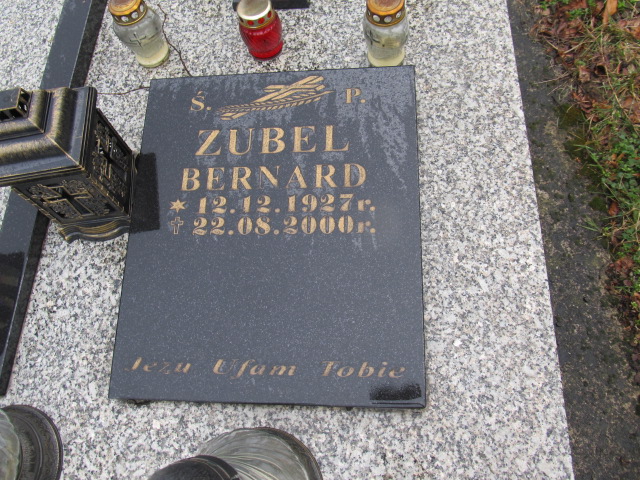 Ś. P.
ZUBEL
BERNARD
* 12.12.1927r.
✝ 22.08.2000r.
Jezu Ufam Tobie